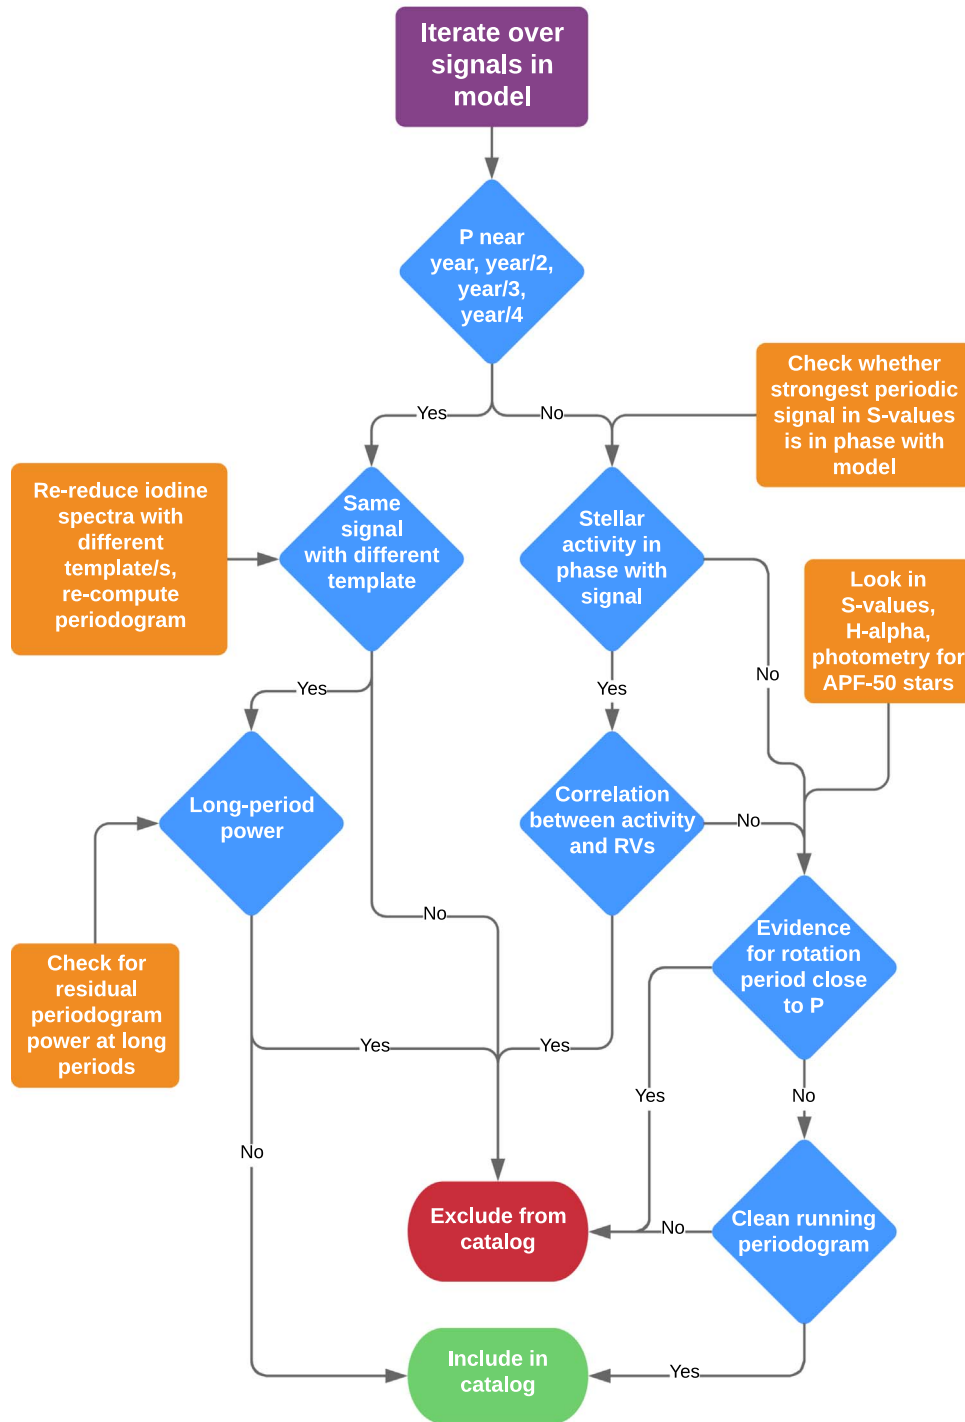 Iterate over
signals in
model
P near
year, year/2,
year/3,
year/4
Yes
No
Check whether
strongest periodic
signal in S-values
is in phase with
model
Re-reduce iodine
spectra with
different
template/s,
re-compute
periodogram
Same
signal
with different
template
Stellar
activity in
phase with
signal
Look in
S-values,
H-alpha,
photometry for
APF-50 stars
No
Yes
Yes
Long-period
power
Correlation
between activity
and RVs
No
No
Evidence
for rotation
period close
to P
Check for
residual
periodogram
power at long
periods
Yes
Yes
Yes
No
No
Exclude from
catalog
No
Clean running
periodogram
Include in
catalog
Yes